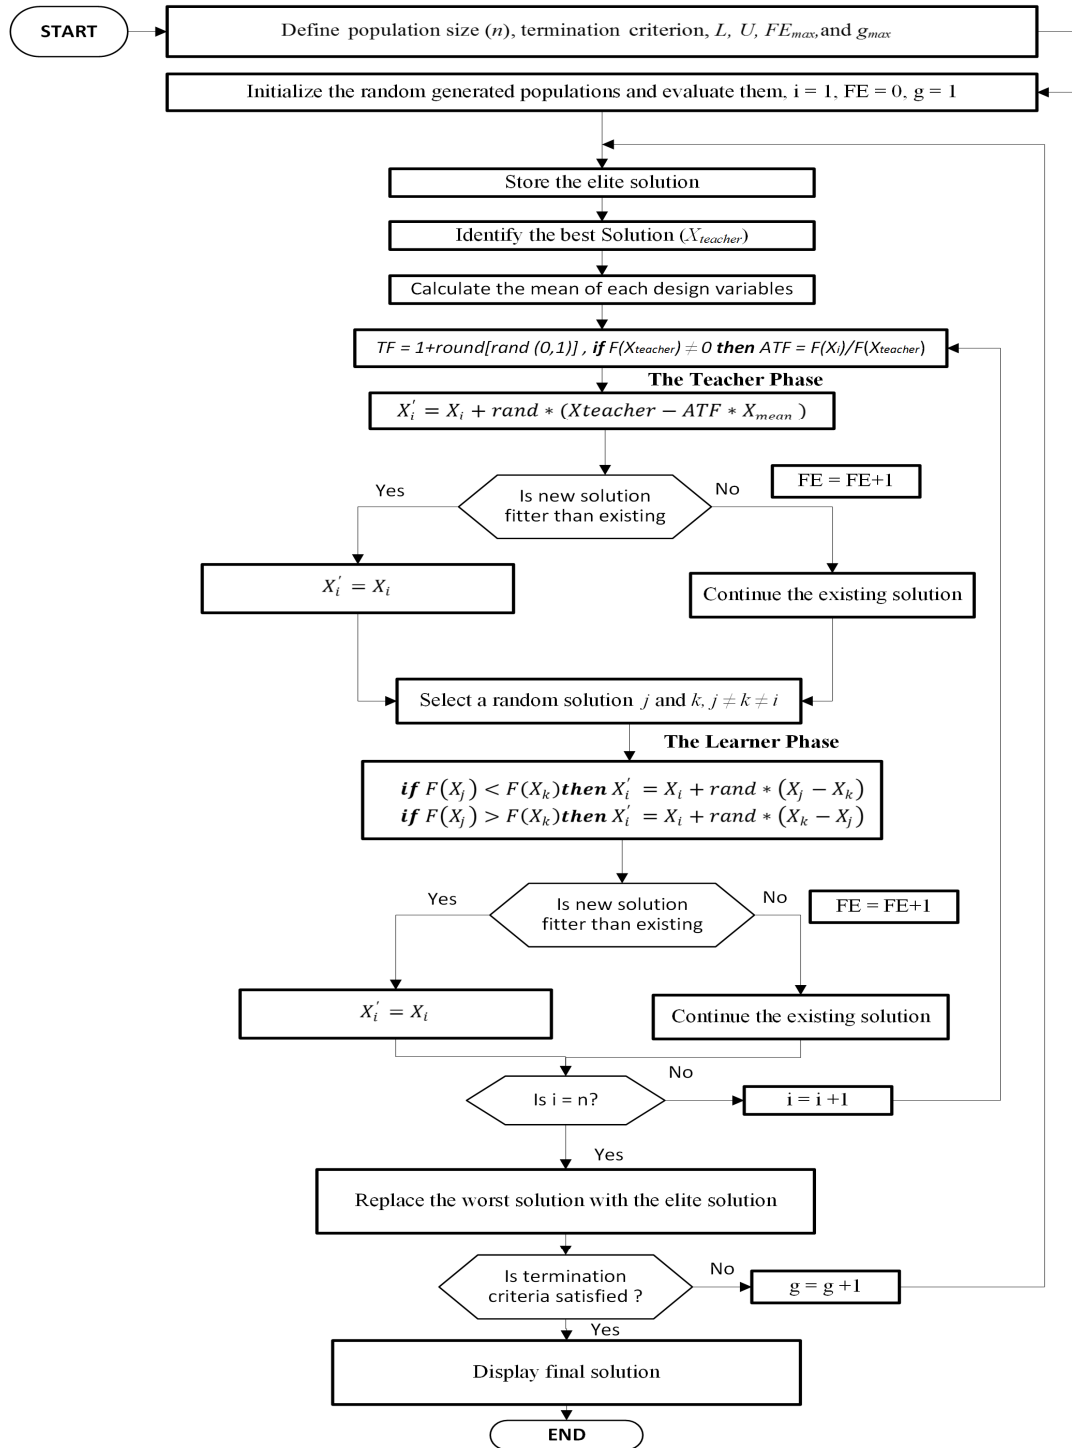 START
Define population size (n), termination criterion, L, U, FEmax,and gmax
Initialize the random generated populations and evaluate them, i = 1, FE = 0, g = 1
Store the elite solution
Identify the best Solution (Xteacher)
Calculate the mean of each design variables
TF = 1+round[rand (0,1)] , if F(Xteacher) ≠ 0 then ATF = F(Xi)/F(Xteacher)
The Teacher Phase
Xi' = Xi + rand ∗ (Xteacher − ATF ∗ Xmean )
Is new solution
fitter than existing
Yes
No
FE = FE+1
Xi' = Xi
Continue the existing solution
Select a random solution j and k, j ≠ k ≠ i
The Learner Phase
if F(Xj) < F(Xk)then Xi' = Xi + rand ∗ (Xj − Xk)
if F(Xj) > F(Xk)then Xi' = Xi + rand ∗ (Xk − Xj)
Is new solution
fitter than existing
Yes
No
FE = FE+1
Xi' = Xi
Continue the existing solution
Is i = n?
No
i = i +1
Yes
Replace the worst solution with the elite solution
Is termination
criteria satisfied ?
No
g = g +1
Yes
Display final solution
END